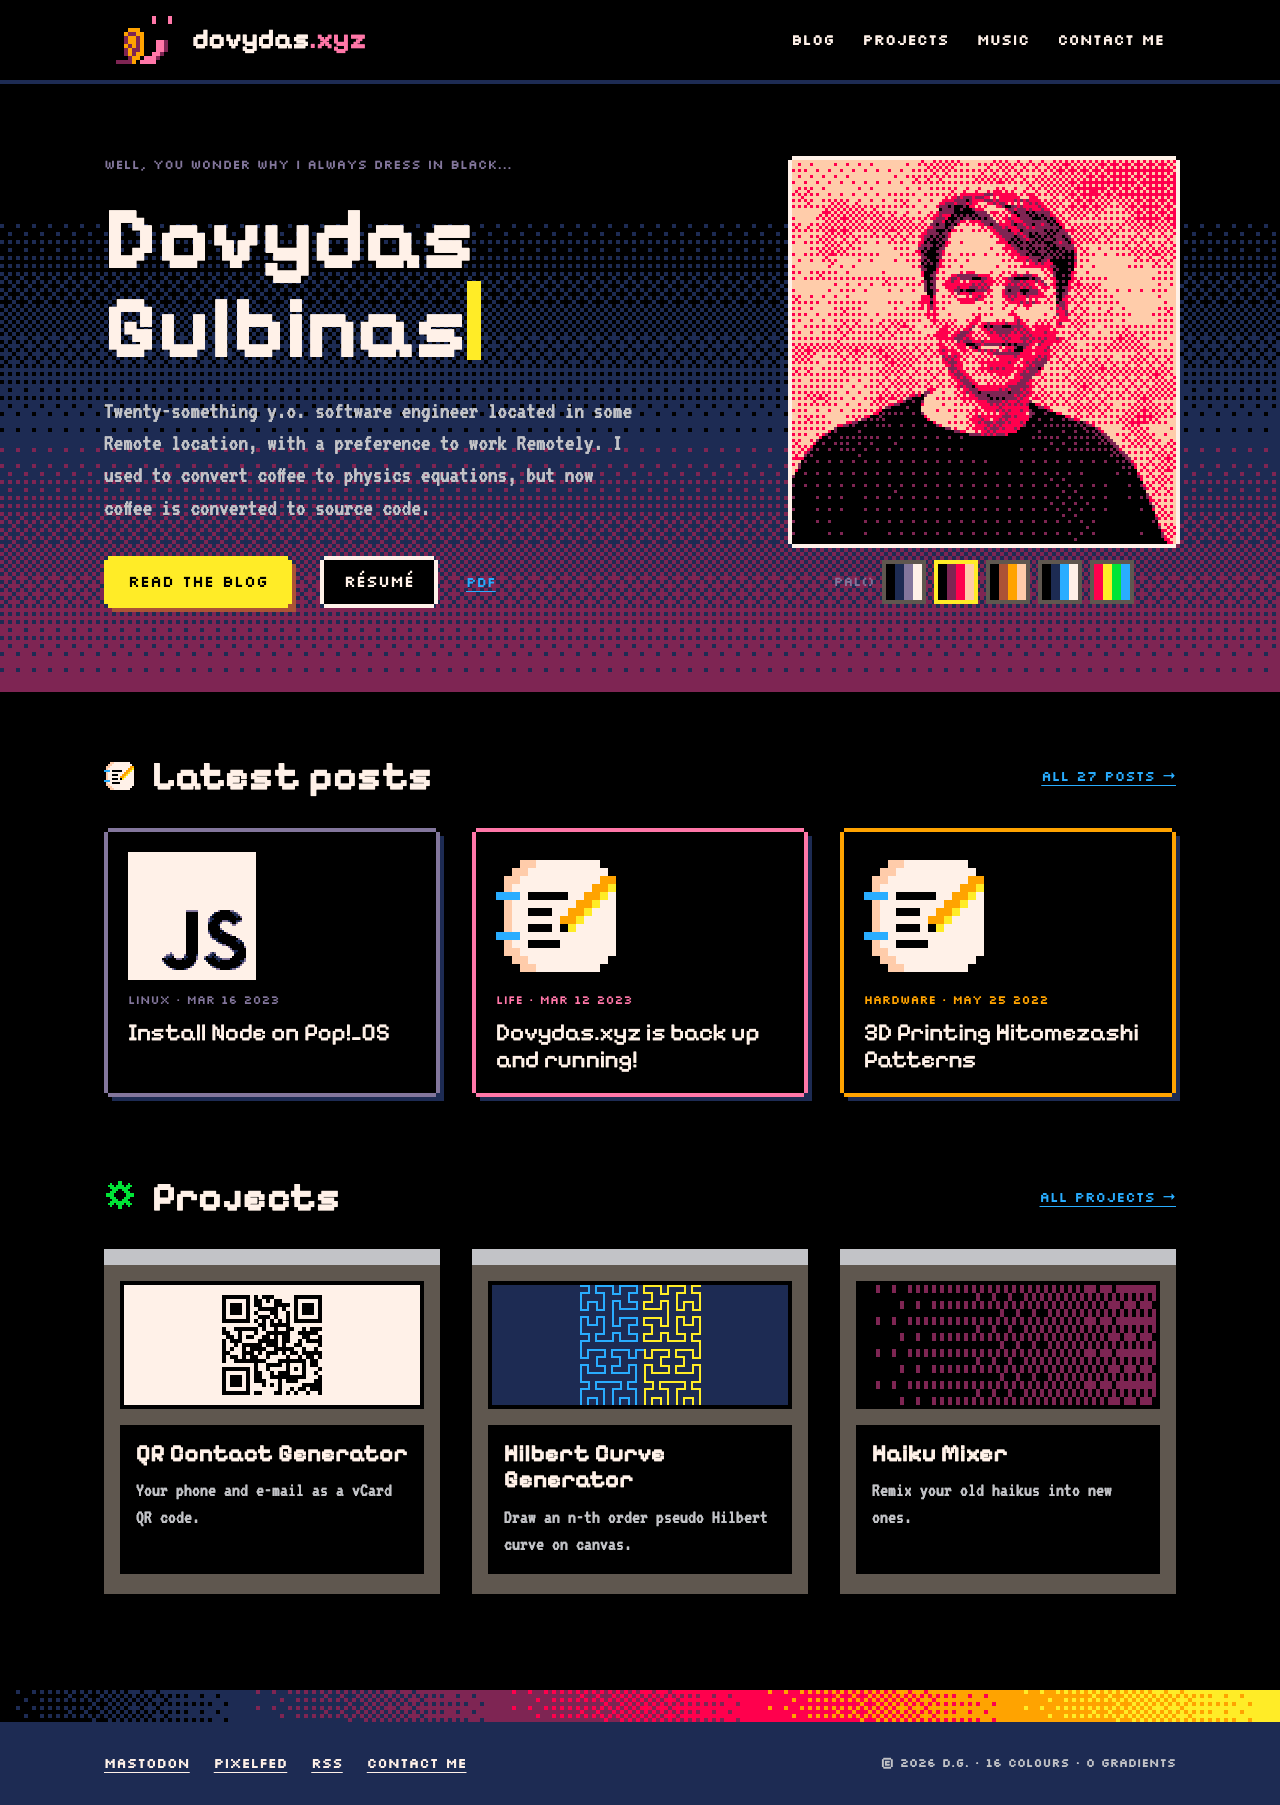 dovydas.xyz
BLOG PROJECTS MUSIC CONTACT ME
WELL, YOU WONDER WHY I ALWAYS DRESS IN BLACK...
Dovydas
Gulbinas
Twenty-something y.o. software engineer located in some
Remote location, with a preference to work Remotely. I
used to convert coffee to physics equations, but now
coffee is converted to source code.
READ THE BLOG
RÉSUMÉ
PDF
PAL()
Latest posts
ALL 27 POSTS →
JS
LINUX · MAR 16 2023
Install Node on Pop!_OS
LIFE · MAR 12 2023
Dovydas.xyz is back up
and running!
HARDWARE · MAY 25 2022
3D Printing Hitomezashi
Patterns
Projects
ALL PROJECTS →
QR Contact Generator
Your phone and e-mail as a vCard
QR code.
Hilbert Curve
Generator
Draw an n-th order pseudo Hilbert
curve on canvas.
Haiku Mixer
Remix your old haikus into new
ones.
MASTODON PIXELFED RSS CONTACT ME
© 2026 D.G. · 16 COLOURS · 0 GRADIENTS